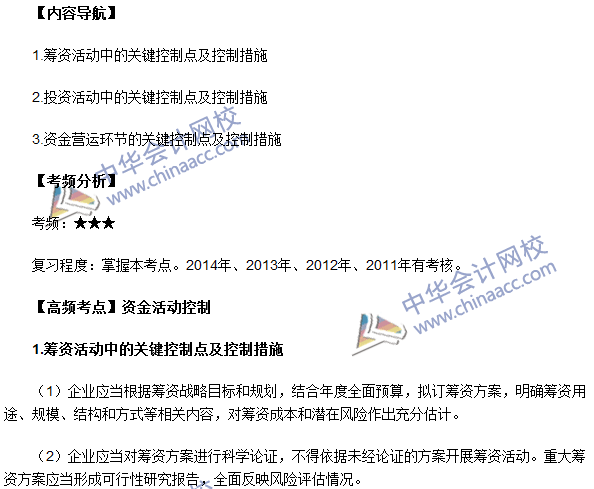 【内容导航】
1.筹资活动中的关键控制点及控制措施
2.投资活动中的关键控制点及控制措施
3.资金营运环节的关键控制点及控制措施
中华会计网校
www.chinaacc.com
【考频分析】
考频：★★★
复习程度：掌握本考点。2014年、2013年、2012年、2011年有考核。
中华会计网校
www.chinaacc.com
【高频考点】资金活动控制
1.筹资活动中的关键控制点及控制措施
（1）企业应当根据筹资战略目标和规划，结合年度全面预算，拟订筹资方案，明确筹资用
途、规模、结构和方式等相关内容，对筹资成本和潜在风险作出充分估计。
（2）企业应当对筹资方案进行科学论证，不得依据未经论证的方案开展筹资活动。重大筹
资方案应当形成可行性研究报告，全面反映风险评估情况。